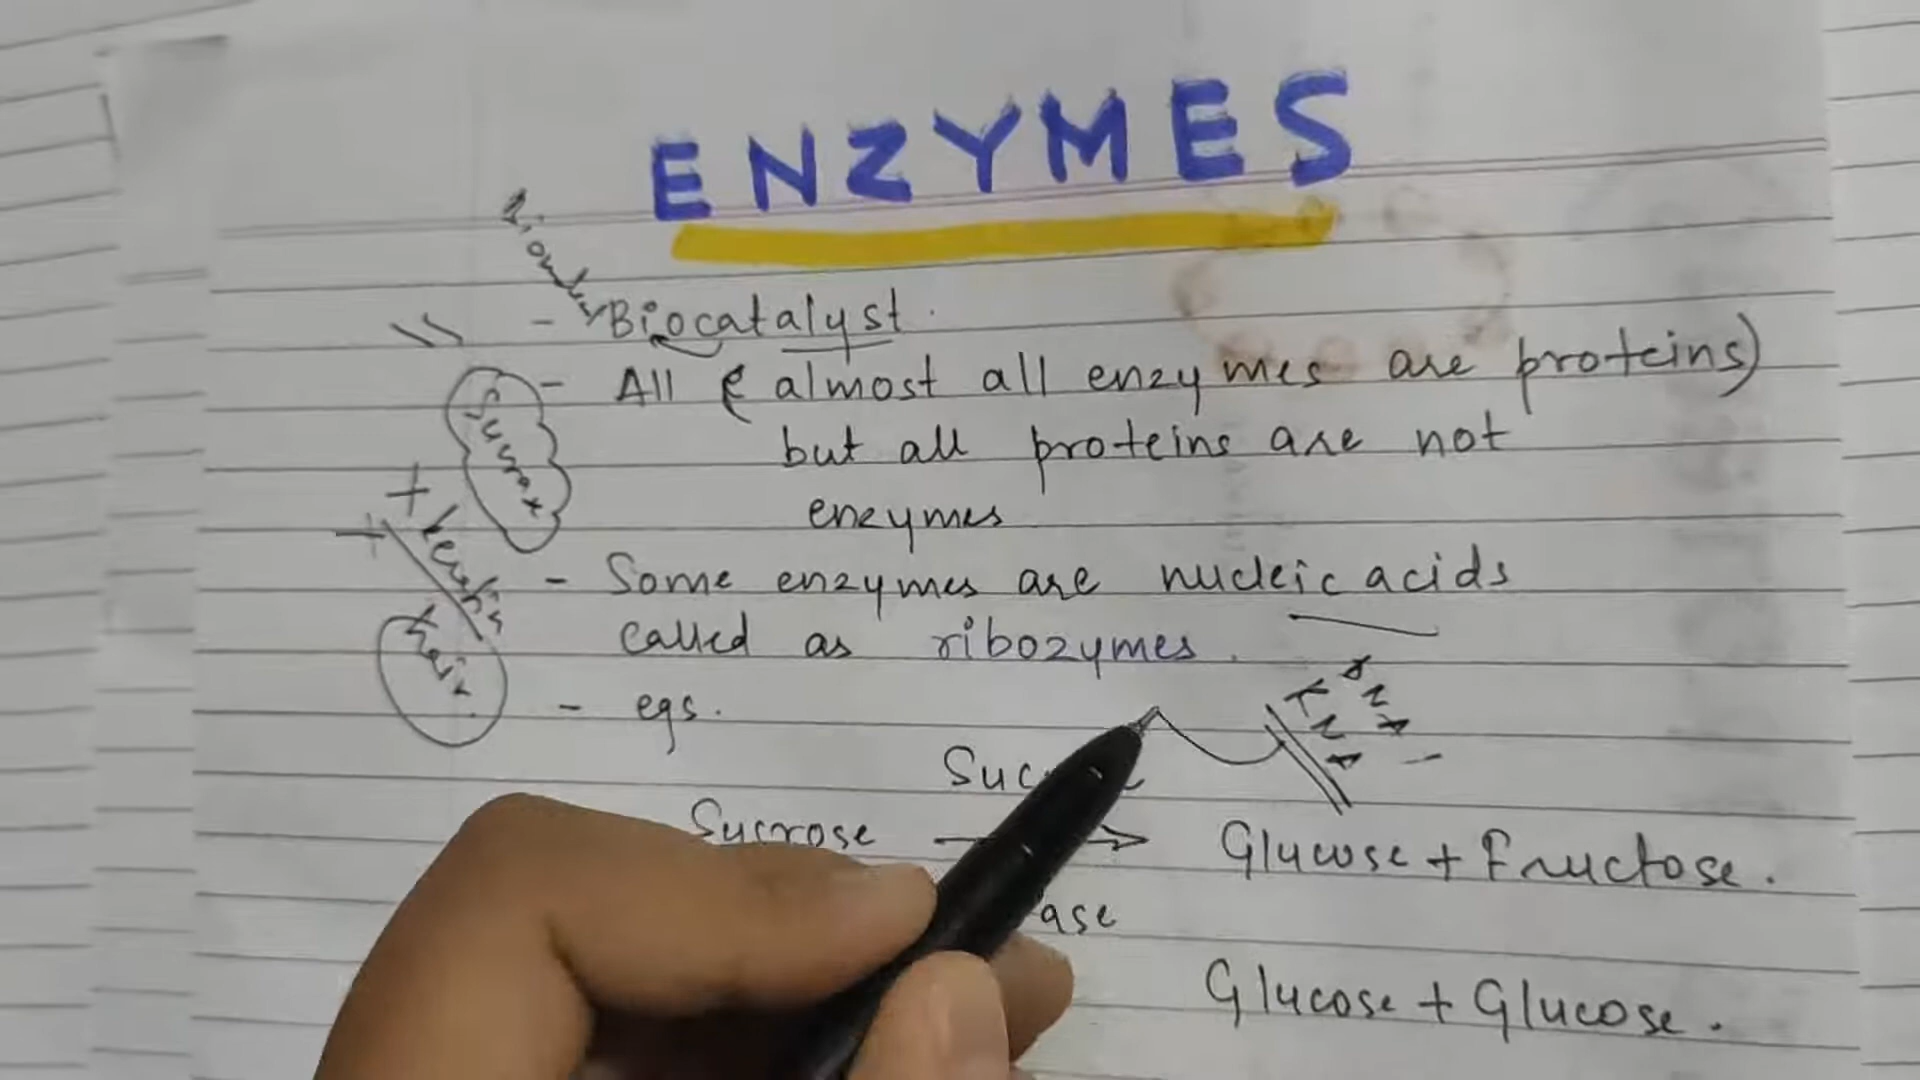 ENZYMES
- Biocatalyst.
- All ( almost all enzymes are proteins)
but all proteins are not
enzymes
- Some enzymes are nucleic acids
called as ribozymes.
- egs.
Sucrose → Glucose + Fructose.
ase
Glucose + Glucose.